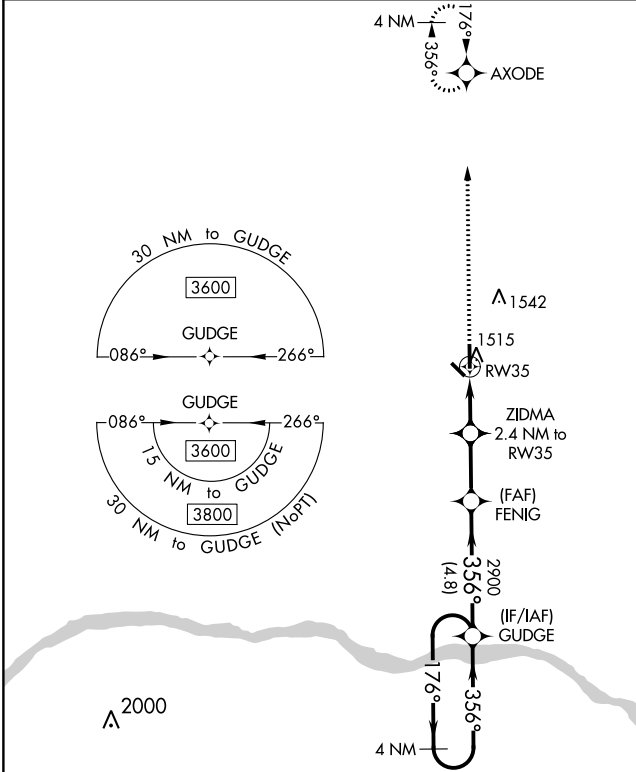 4 NM
176°
356°
AXODE
30 NM to GUDGE
3600
GUDGE
086°
266°
1542
1515
RW35
GUDGE
086°
266°
3600
15 NM to GUDGE
3800
30 NM to GUDGE (NoPT)
ZIDMA
2.4 NM to
RW35
(FAF)
FENIG
356°
2900
(4.8)
(IF/IAF)
GUDGE
176°
356°
2000
4 NM